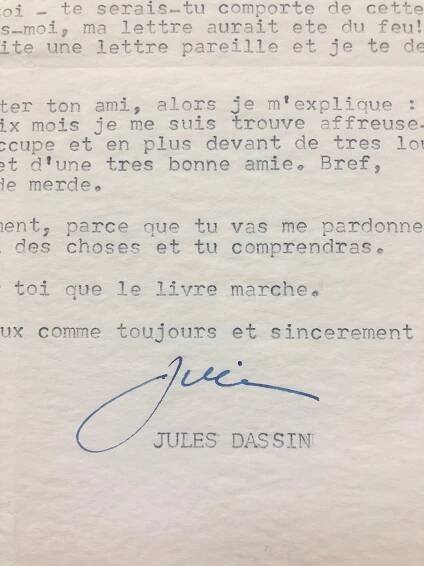 toi - te serais-tu comporte de cette
s-moi, ma lettre aurait ete du feu!
ite une lettre pareille et je te de
ter ton ami, alors je m'explique :
ix mois je me suis trouve affreuse-
ccupe et en plus devant de tres lou
et d'une tres bonne amie. Bref,
de merde.
ment, parce que tu vas me pardonne
des choses et tu comprendras.
toi que le livre marche.
ux comme toujours et sincerement
Julie
JULES DASSIN